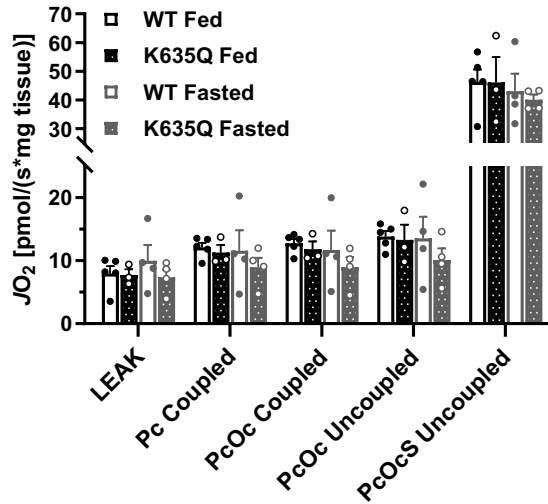 WT Fed
K635Q Fed
WT Fasted
K635Q Fasted
JO₂ [pmol/(s*mg tissue)]
70
60
50
40
30
20
10
0
LEAK
Pc Coupled
PcOc Coupled
PcOc Uncoupled
PcOcS Uncoupled